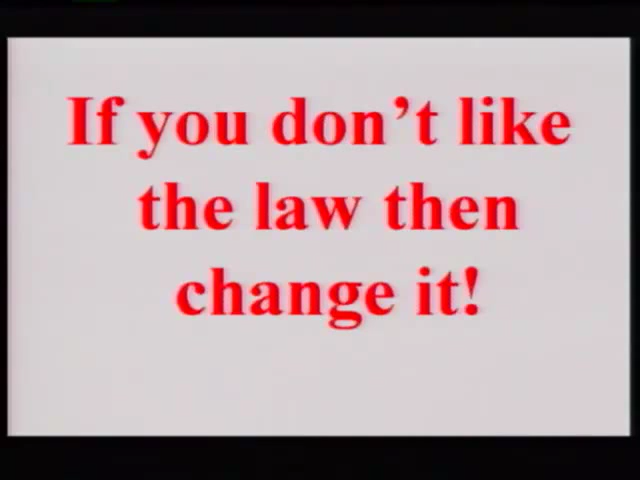 If you don’t like
the law then
change it!